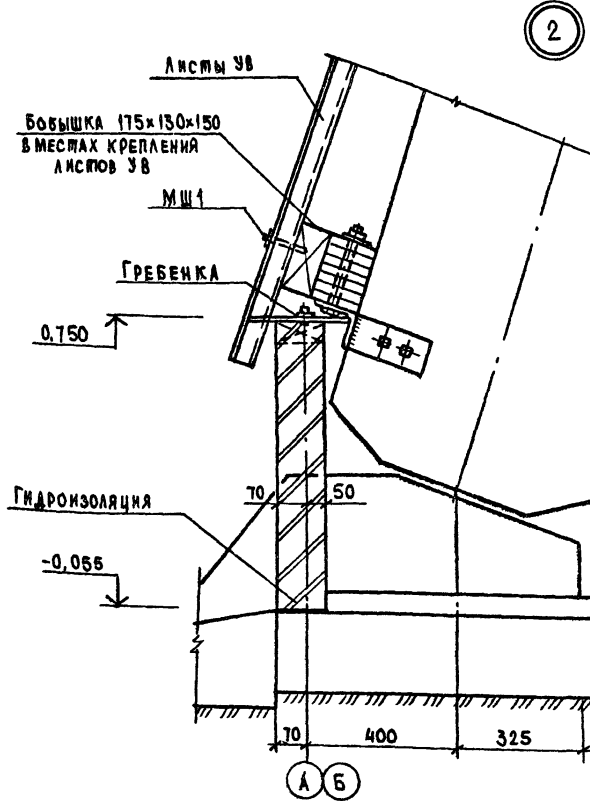 2
Листы УВ
Бобышка 175×130×150
в местах крепления
листов УВ
МШ1
Гребенка
0.750
70 50
Гидроизоляция
-0,055
70 400 325
А Б